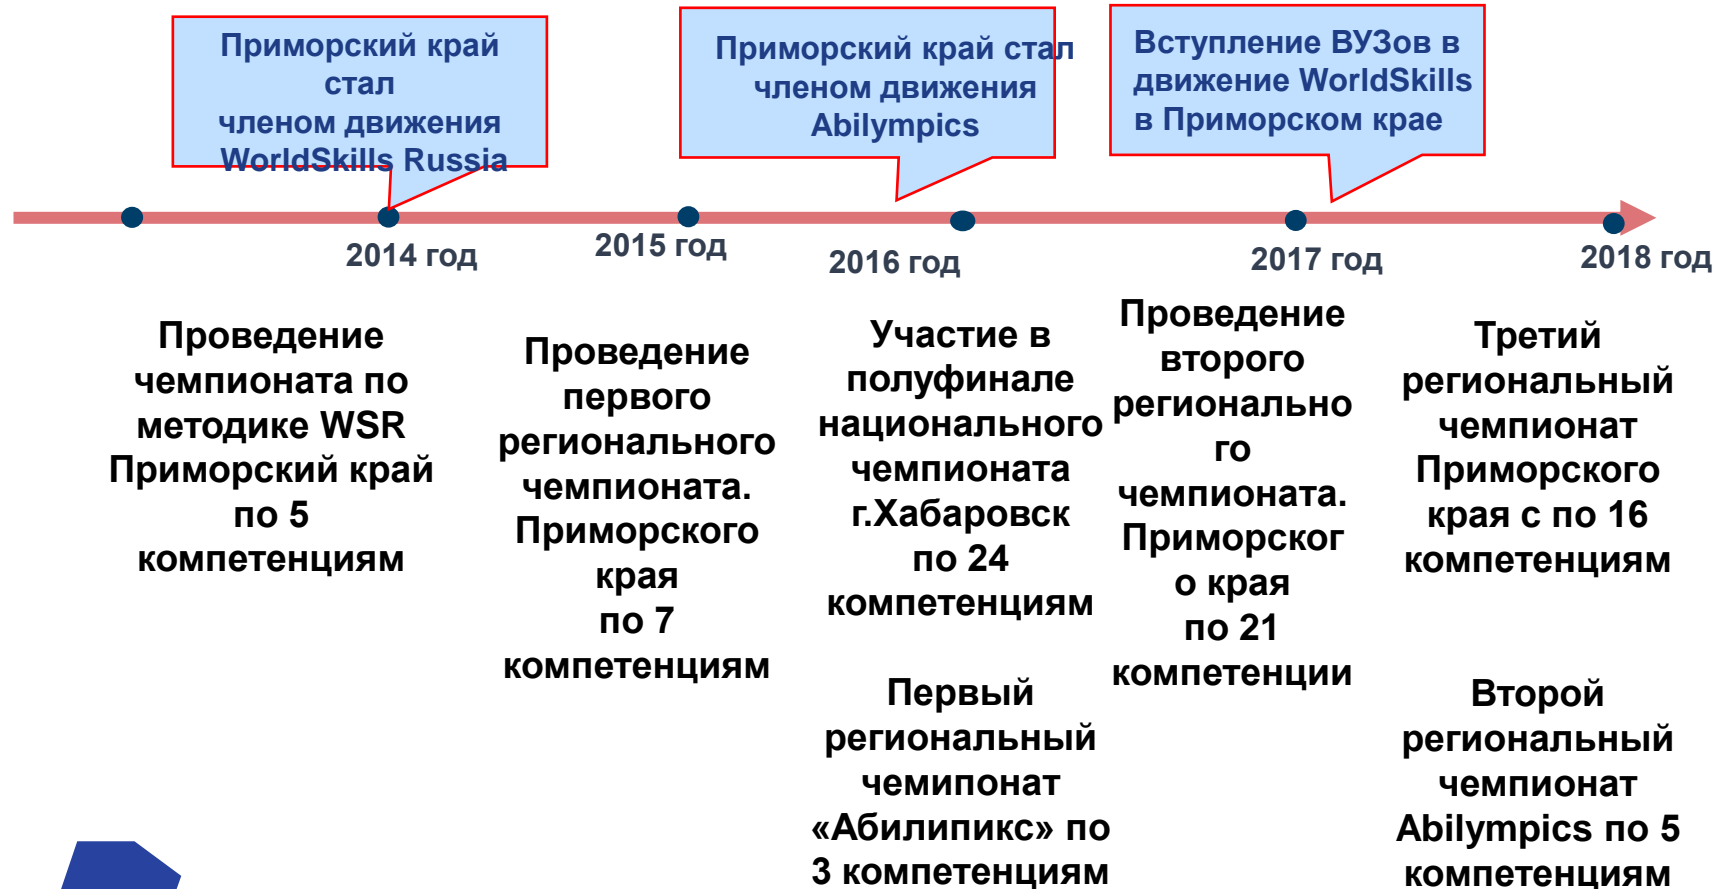 Приморский край
стал
членом движения
WorldSkills Russia
Приморский край стал
членом движения
Abilympics
Вступление ВУЗов в
движение WorldSkills
в Приморском крае
2014 год
2015 год
2016 год
2017 год
2018 год
Проведение
чемпионата по
методике WSR
Приморский край
по 5
компетенциям
Проведение
первого
регионального
чемпионата.
Приморского
края
по 7
компетенциям
Участие в
полуфинале
национального
чемпионата
г.Хабаровск
по 24
компетенциям
Первый
региональный
чемипонат
«Абилипикс» по
3 компетенциям
Проведение
второго
регионально
го
чемпионата.
Приморског
о края
по 21
компетенции
Третий
региональный
чемпионат
Приморского
края с по 16
компетенциям
Второй
региональный
чемпионат
Abilympics по 5
компетенциям